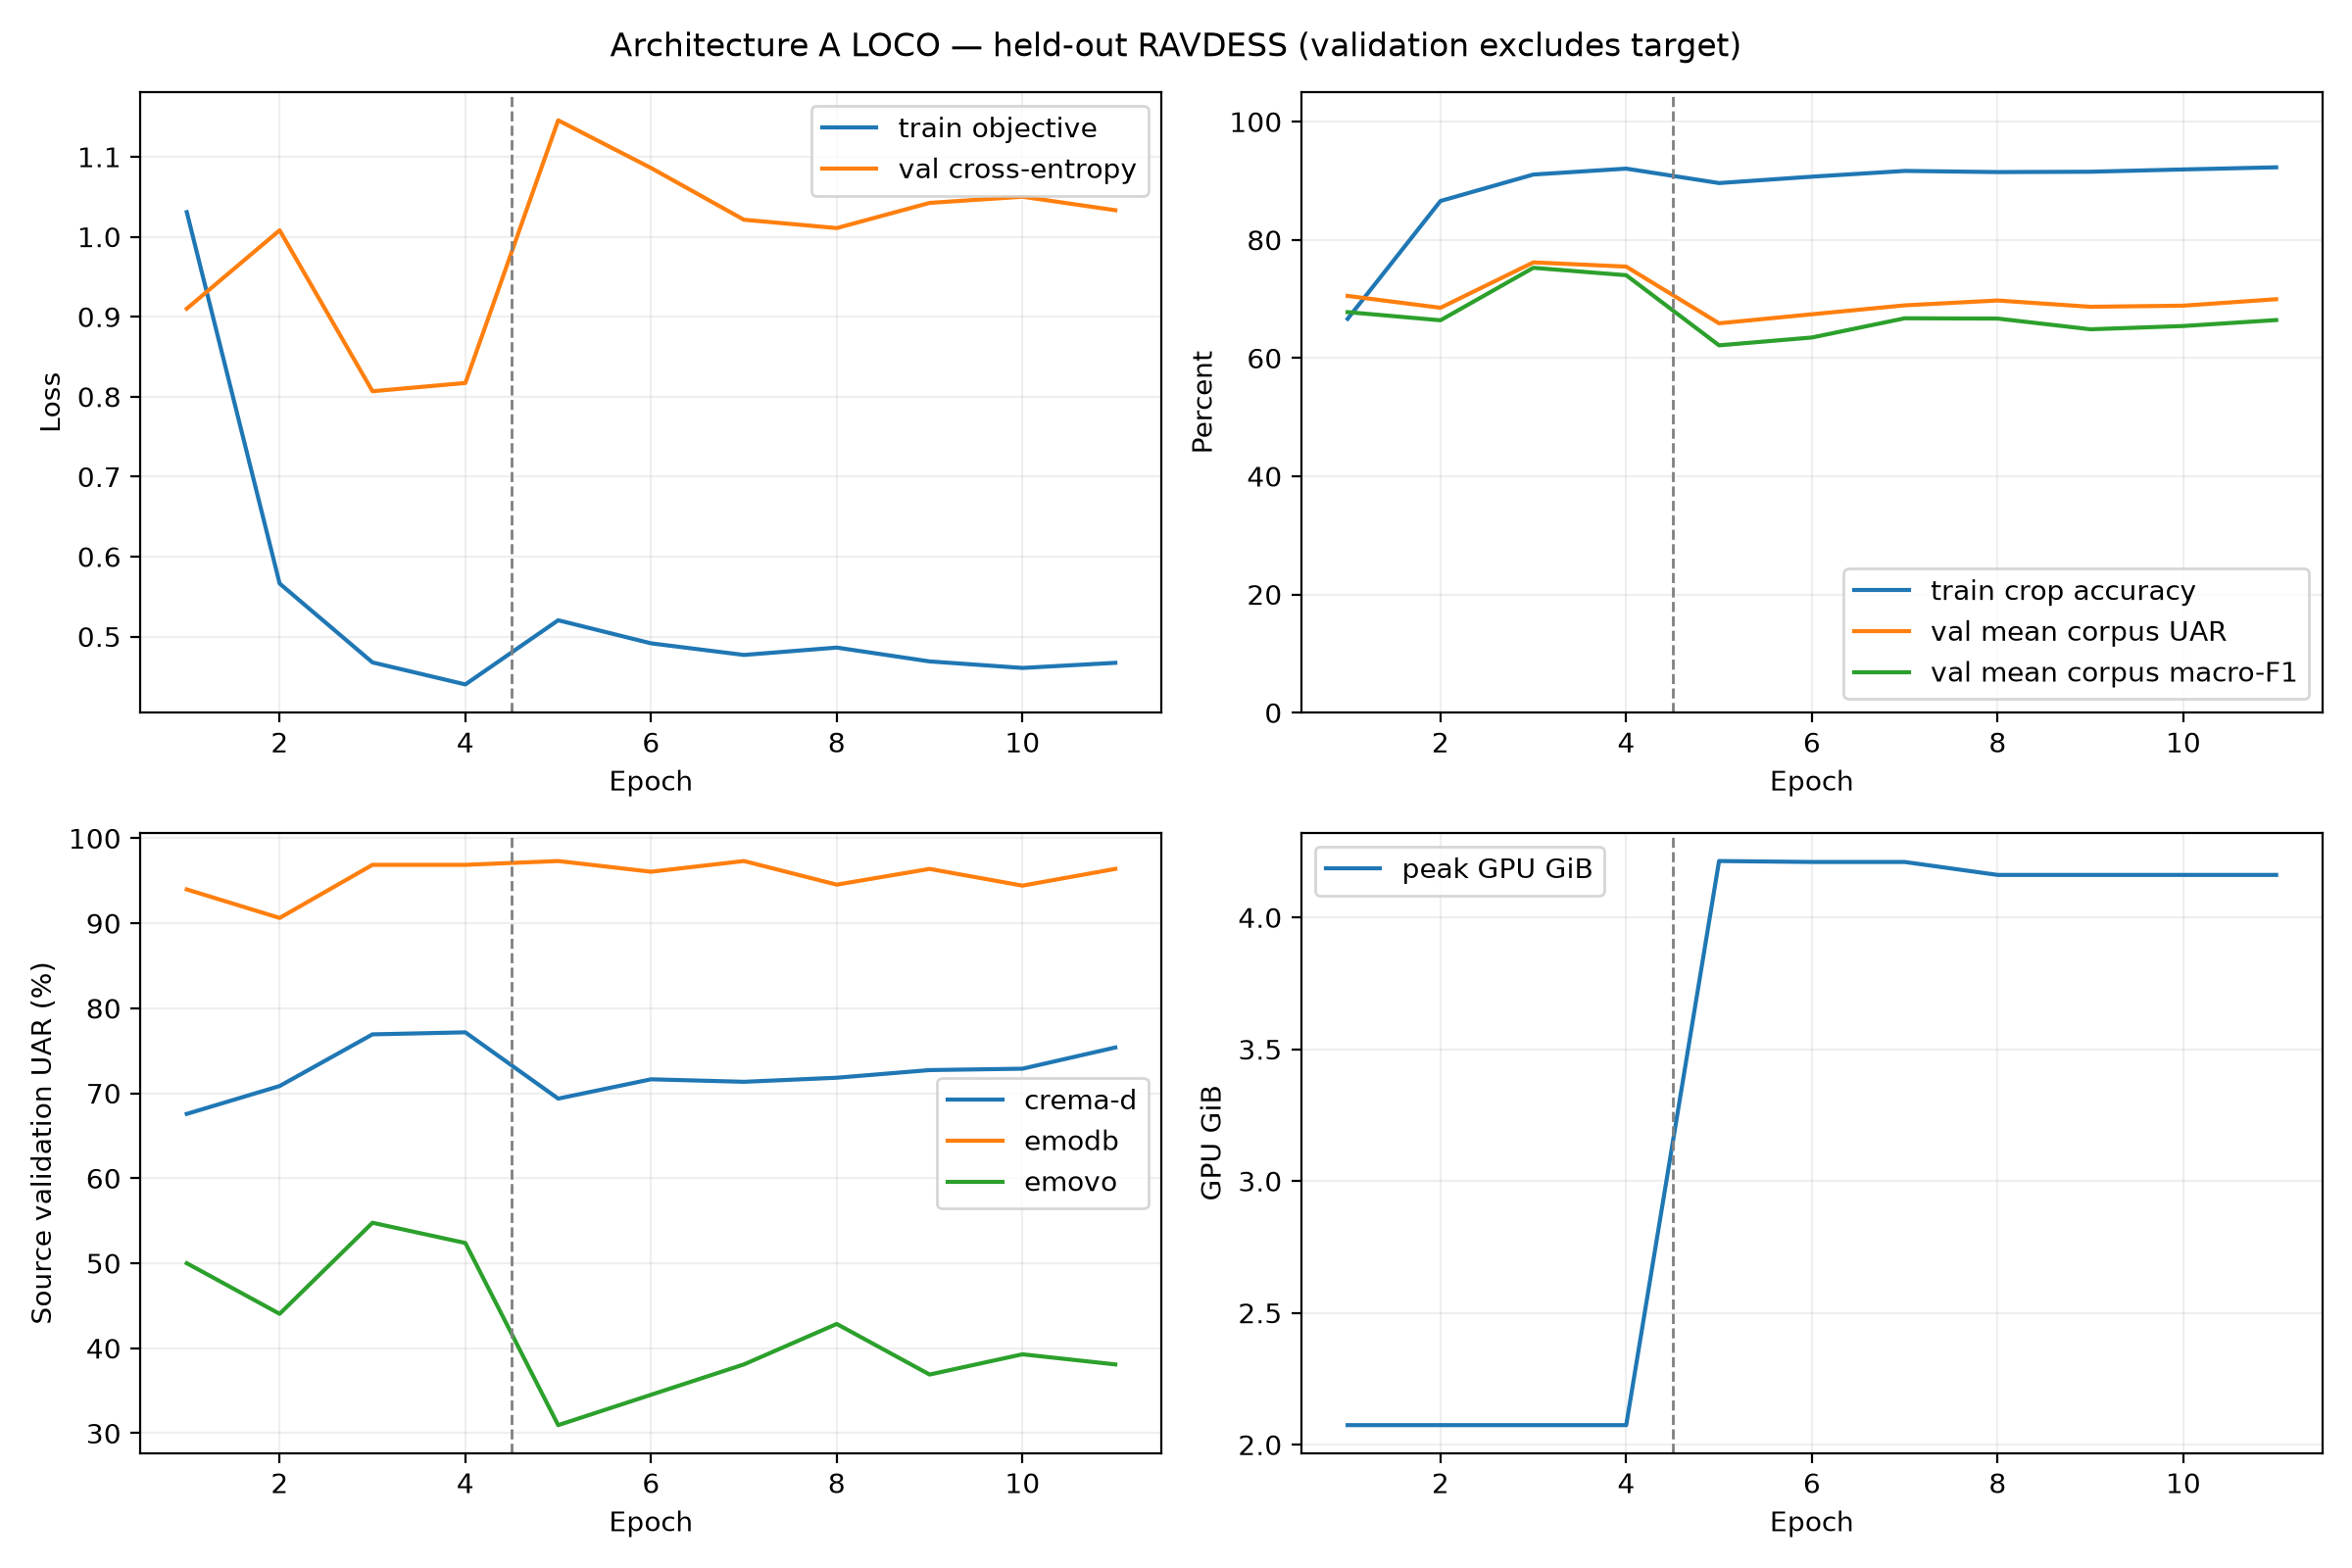 Architecture A LOCO — held-out RAVDESS (validation excludes target)
Loss
1.1
1.0
0.9
0.8
0.7
0.6
0.5
train objective
val cross-entropy
2
4
6
8
10
Epoch
Percent
100
80
60
40
20
0
train crop accuracy
val mean corpus UAR
val mean corpus macro-F1
2
4
6
8
10
Epoch
Source validation UAR (%)
100
90
80
70
60
50
40
30
crema-d
emodb
emovo
2
4
6
8
10
Epoch
GPU GiB
peak GPU GiB
4.0
3.5
3.0
2.5
2.0
2
4
6
8
10
Epoch